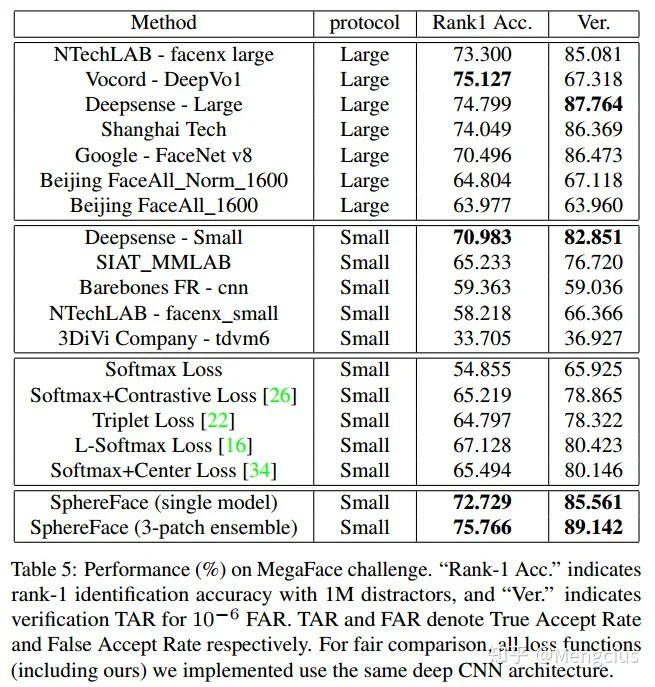 Method protocol Rank1 Acc. Ver.
NTechLAB - facenx large Large 73.300 85.081
Vocord - DeepVo1 Large 75.127 67.318
Deepsense - Large Large 74.799 87.764
Shanghai Tech Large 74.049 86.369
Google - FaceNet v8 Large 70.496 86.473
Beijing FaceAll_Norm_1600 Large 64.804 67.118
Beijing FaceAll_1600 Large 63.977 63.960
Deepsense - Small Small 70.983 82.851
SIAT_MMLAB Small 65.233 76.720
Barebones FR - cnn Small 59.363 59.036
NTechLAB - facenx_small Small 58.218 66.366
3DiVi Company - tdvm6 Small 33.705 36.927
Softmax Loss Small 54.855 65.925
Softmax+Contrastive Loss [26] Small 65.219 78.865
Triplet Loss [22] Small 64.797 78.322
L-Softmax Loss [16] Small 67.128 80.423
Softmax+Center Loss [34] Small 65.494 80.146
SphereFace (single model) Small 72.729 85.561
SphereFace (3-patch ensemble) Small 75.766 89.142
Table 5: Performance (%) on MegaFace challenge. “Rank-1 Acc.” indicates
rank-1 identification accuracy with 1M distractors, and “Ver.” indicates
verification TAR for 10⁻⁶ FAR. TAR and FAR denote True Accept Rate
and False Accept Rate respectively. For fair comparison, all loss functions
(including ours) we implemented use the same deep CNN architecture.
知乎 @Mengcius